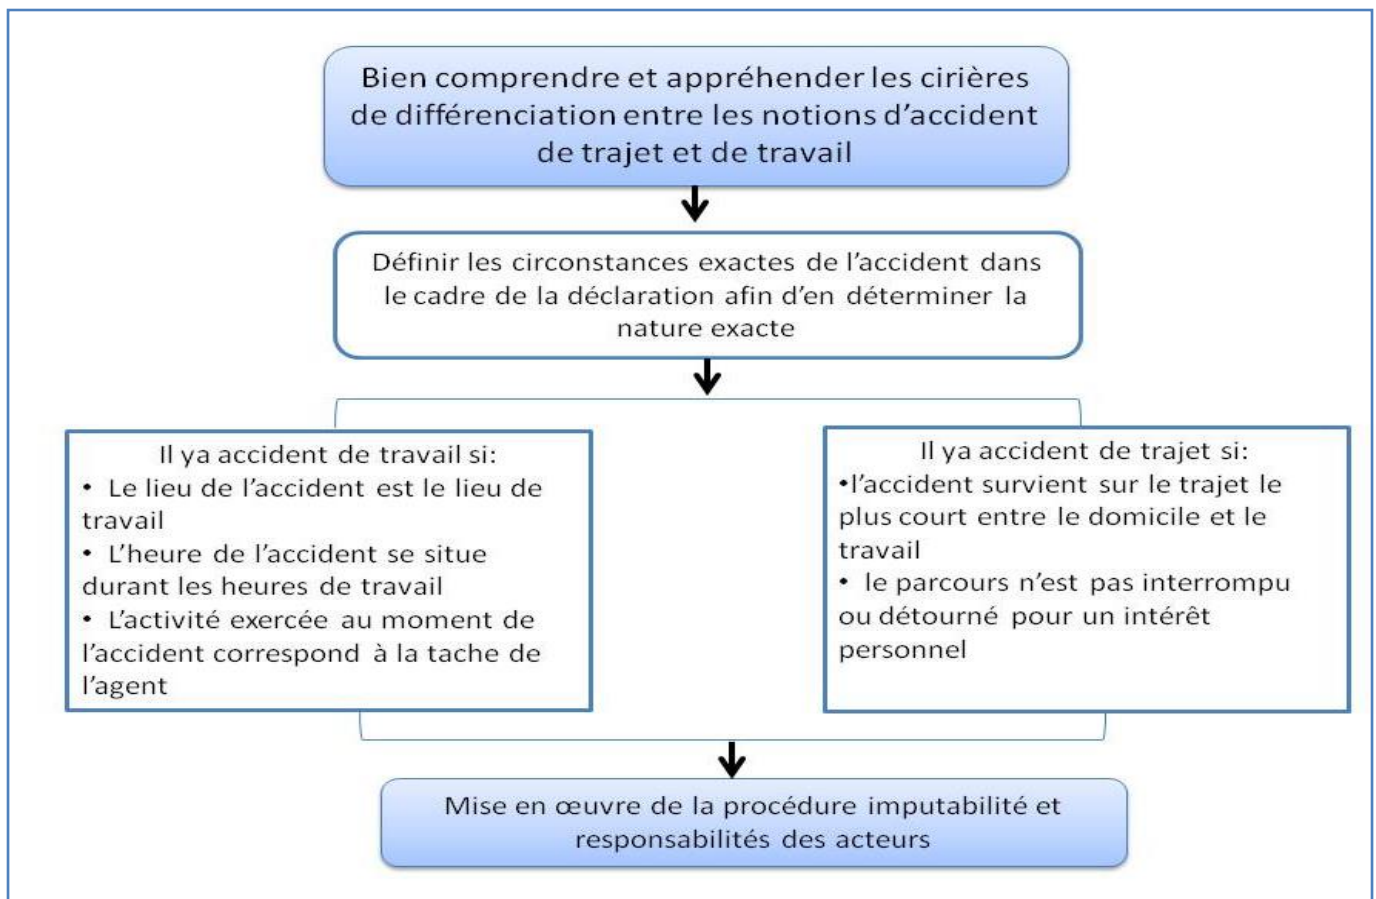 Bien comprendre et appréhender les cirières
de différenciation entre les notions d'accident
de trajet et de travail
Définir les circonstances exactes de l'accident dans
le cadre de la déclaration afin d'en déterminer la
nature exacte
Il ya accident de travail si:
• Le lieu de l'accident est le lieu de
travail
• L'heure de l'accident se situe
durant les heures de travail
• L'activité exercée au moment de
l'accident correspond à la tache de
l'agent
Il ya accident de trajet si:
•l'accident survient sur le trajet le
plus court entre le domicile et le
travail
• le parcours n'est pas interrompu
ou détourné pour un intérêt
personnel
Mise en œuvre de la procédure imputabilité et
responsabilités des acteurs